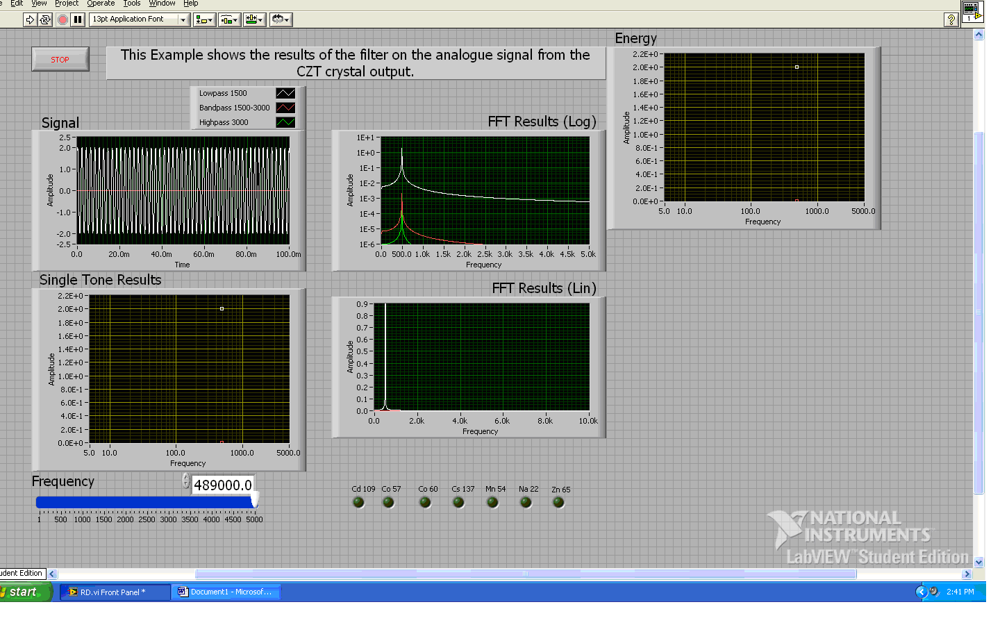 Edit View Project Operate Tools Window Help
13pt Application Font
?
1
STOP
This Example shows the results of the filter on the analogue signal from the
CZT crystal output.
Lowpass 1500
Bandpass 1500-3000
Highpass 3000
Signal
Amplitude
2.5
2.0
1.0
0.0
-1.0
-2.0
-2.5
0.0 20.0m 40.0m 60.0m 80.0m 100.0m
Time
FFT Results (Log)
Amplitude
1E+1
1E+0
1E-1
1E-2
1E-3
1E-4
1E-5
1E-6
0.0 500.0 1.0k 1.5k 2.0k 2.5k 3.0k 3.5k 4.0k 4.5k 5.0k
Frequency
Energy
Amplitude
2.2E+0
2.0E+0
1.8E+0
1.6E+0
1.4E+0
1.2E+0
1.0E+0
8.0E-1
6.0E-1
4.0E-1
2.0E-1
0.0E+0
5.0 10.0 100.0 1000.0 5000.0
Frequency
Single Tone Results
Amplitude
2.2E+0
2.0E+0
1.8E+0
1.6E+0
1.4E+0
1.2E+0
1.0E+0
8.0E-1
6.0E-1
4.0E-1
2.0E-1
0.0E+0
5.0 10.0 100.0 1000.0 5000.0
Frequency
FFT Results (Lin)
Amplitude
0.9
0.8
0.7
0.6
0.5
0.4
0.3
0.2
0.1
0.0
0.0 2.0k 4.0k 6.0k 8.0k 10.0k
Frequency
Frequency
489000.0
1 500 1000 1500 2000 2500 3000 3500 4000 4500 5000
Cd 109 Co 57 Co 60 Cs 137 Mn 54 Na 22 Zn 65
NATIONAL
INSTRUMENTS
LabVIEW™ Student Edition
udent Edition
start
RD.vi Front Panel *
Document1 - Microsof...
2:41 PM